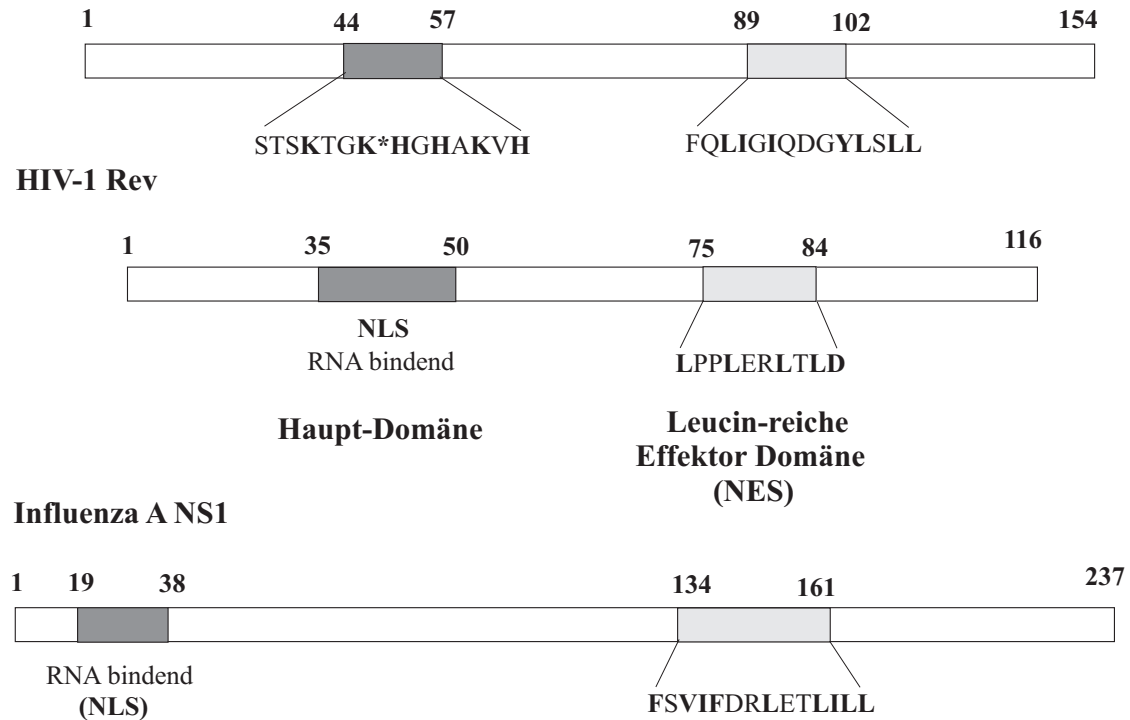 1 44 57 89 102 154
STSKTGK*HGHAKVH FQLIGIQDGYLSLL
HIV-1 Rev
1 35 50 75 84 116
NLS
RNA bindend
LPPLERLTLD
Haupt-Domäne
Leucin-reiche
Effektor Domäne
(NES)
Influenza A NS1
1 19 38 134 161 237
RNA bindend
(NLS)
FSVIFDRLETLILL